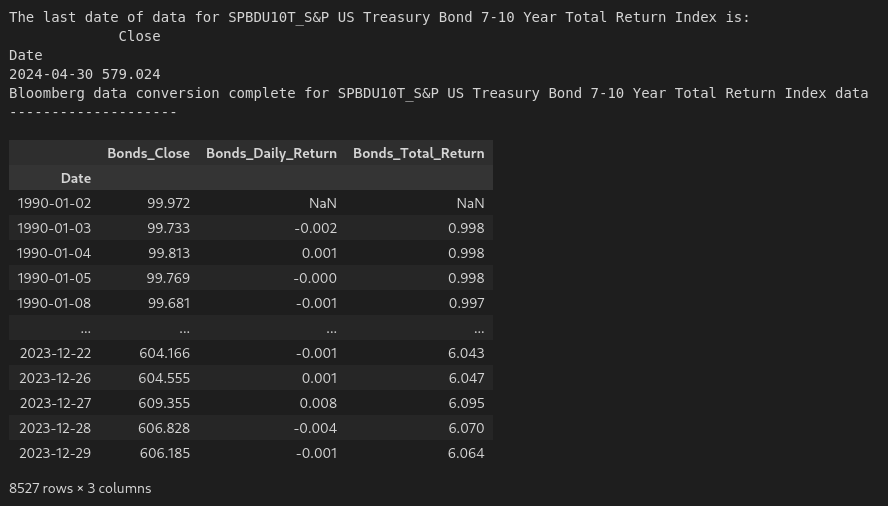 The last date of data for SPBDU10T_S&P US Treasury Bond 7-10 Year Total Return Index is:
Close
Date
2024-04-30 579.024
Bloomberg data conversion complete for SPBDU10T_S&P US Treasury Bond 7-10 Year Total Return Index data
--------------------
Bonds_Close Bonds_Daily_Return Bonds_Total_Return
Date
1990-01-02 99.972 NaN NaN
1990-01-03 99.733 -0.002 0.998
1990-01-04 99.813 0.001 0.998
1990-01-05 99.769 -0.000 0.998
1990-01-08 99.681 -0.001 0.997
... ... ... ...
2023-12-22 604.166 -0.001 6.043
2023-12-26 604.555 0.001 6.047
2023-12-27 609.355 0.008 6.095
2023-12-28 606.828 -0.004 6.070
2023-12-29 606.185 -0.001 6.064
8527 rows × 3 columns